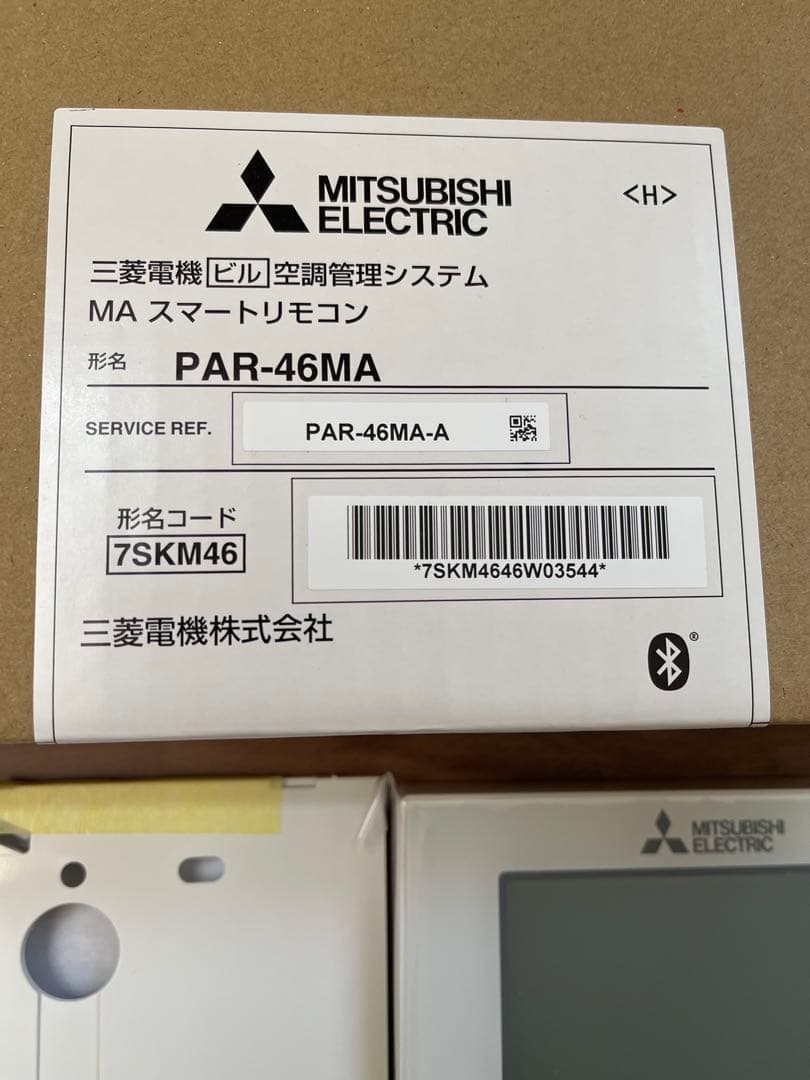 MITSUBISHI
ELECTRIC
<H>
三菱電機ビル空調管理システム
MA スマートリモコン
形名 PAR-46MA
SERVICE REF. PAR-46MA-A
形名コード
7SKM46
*7SKM4646W03544*
三菱電機株式会社
®
MITSUBISHI
ELECTRIC